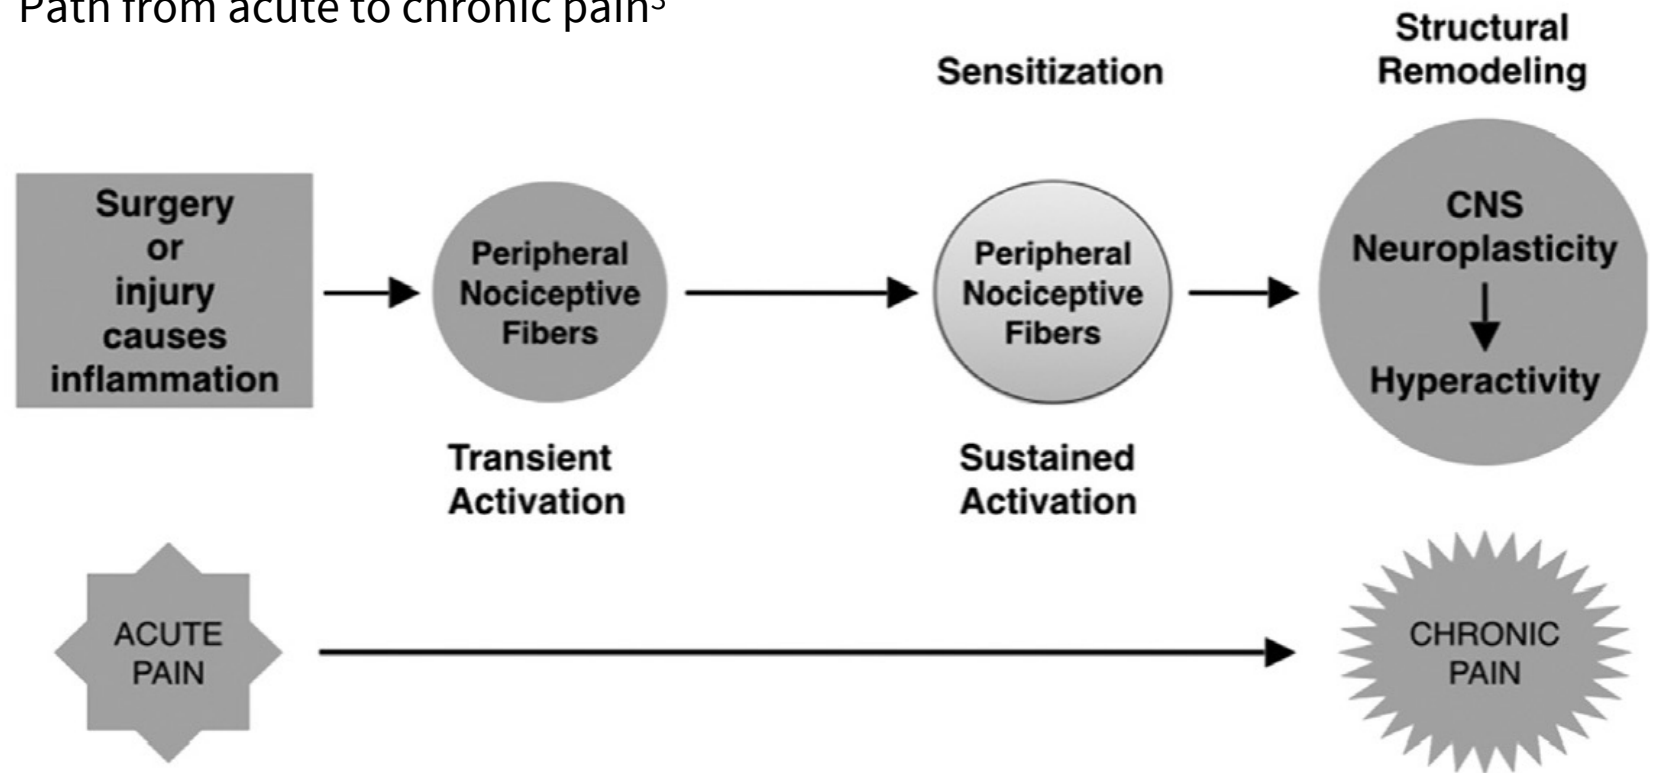 Path from acute to chronic pain³
Sensitization
Structural
Remodeling
Surgery
or
injury
causes
inflammation
Peripheral
Nociceptive
Fibers
Peripheral
Nociceptive
Fibers
CNS
Neuroplasticity
Hyperactivity
Transient
Activation
Sustained
Activation
ACUTE
PAIN
CHRONIC
PAIN